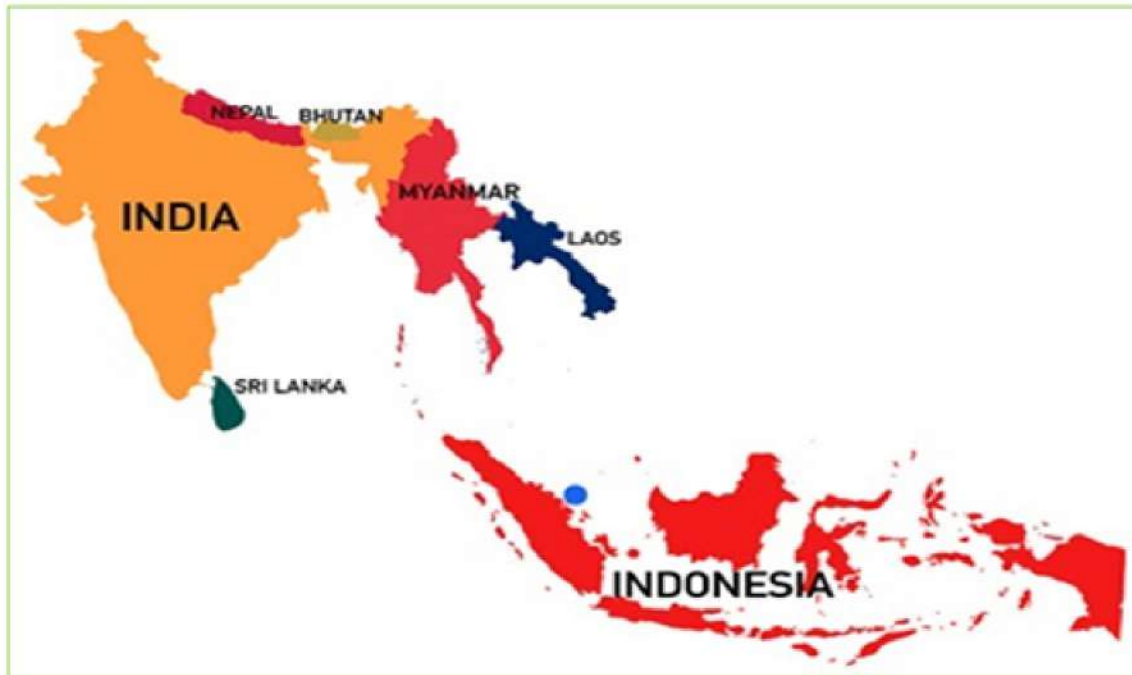 NEPAL
BHUTAN
MYANMAR
INDIA
LAOS
SRI LANKA
INDONESIA